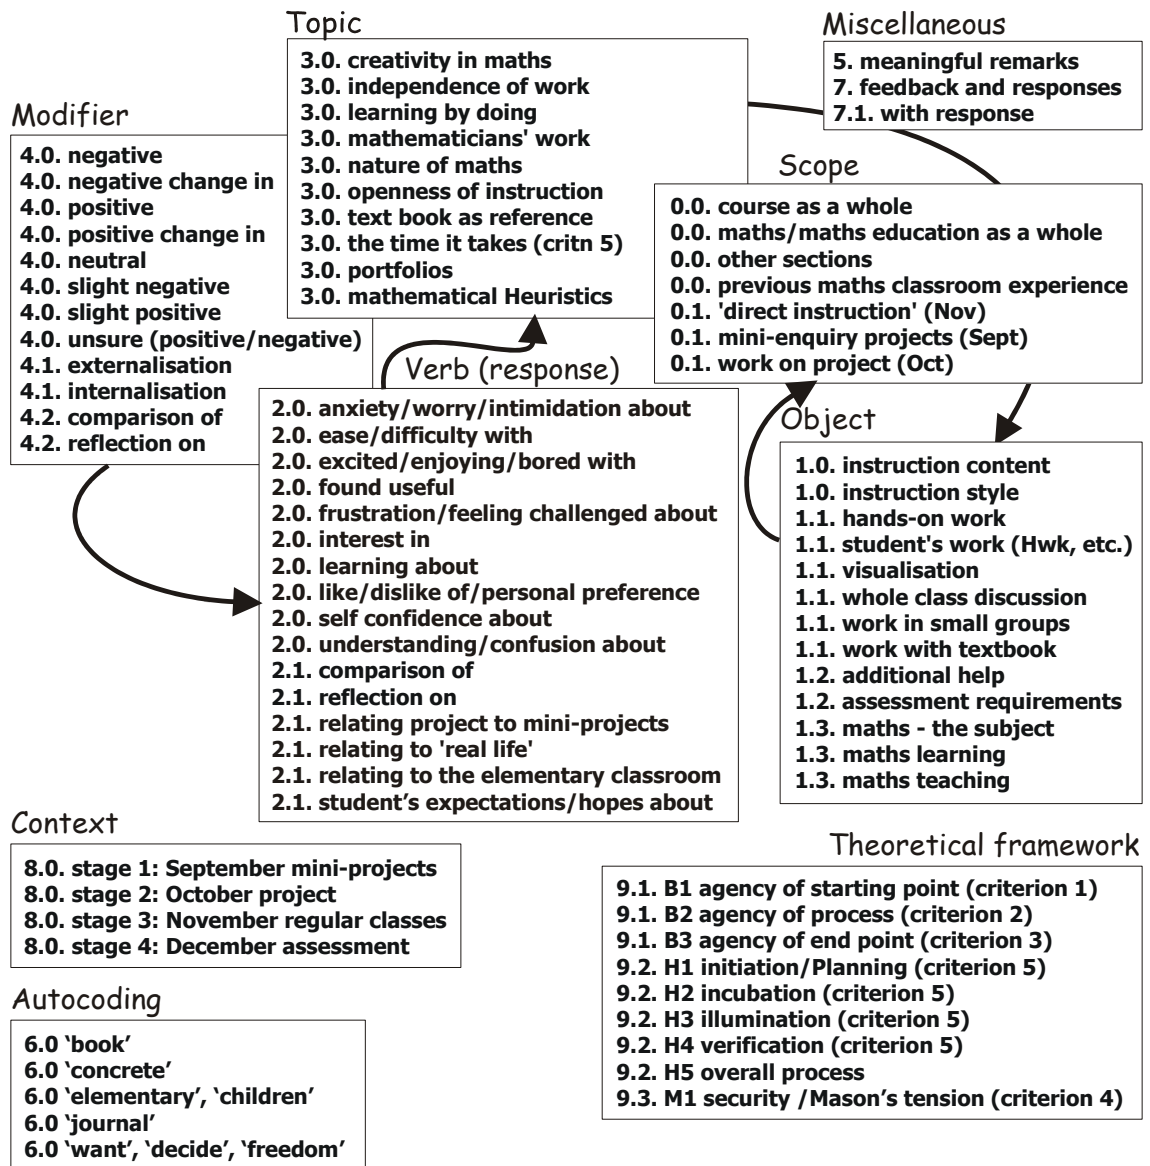 Topic
3.0. creativity in maths
3.0. independence of work
3.0. learning by doing
3.0. mathematicians' work
3.0. nature of maths
3.0. openness of instruction
3.0. text book as reference
3.0. the time it takes (critn 5)
3.0. portfolios
3.0. mathematical Heuristics
Miscellaneous
5. meaningful remarks
7. feedback and responses
7.1. with response
Modifier
4.0. negative
4.0. negative change in
4.0. positive
4.0. positive change in
4.0. neutral
4.0. slight negative
4.0. slight positive
4.0. unsure (positive/negative)
4.1. externalisation
4.1. internalisation
4.2. comparison of
4.2. reflection on
Scope
0.0. course as a whole
0.0. maths/maths education as a whole
0.0. other sections
0.0. previous maths classroom experience
0.1. 'direct instruction' (Nov)
0.1. mini-enquiry projects (Sept)
0.1. work on project (Oct)
Verb (response)
2.0. anxiety/worry/intimidation about
2.0. ease/difficulty with
2.0. excited/enjoying/bored with
2.0. found useful
2.0. frustration/feeling challenged about
2.0. interest in
2.0. learning about
2.0. like/dislike of/personal preference
2.0. self confidence about
2.0. understanding/confusion about
2.1. comparison of
2.1. reflection on
2.1. relating project to mini-projects
2.1. relating to 'real life'
2.1. relating to the elementary classroom
2.1. student’s expectations/hopes about
Object
1.0. instruction content
1.0. instruction style
1.1. hands-on work
1.1. student's work (Hwk, etc.)
1.1. visualisation
1.1. whole class discussion
1.1. work in small groups
1.1. work with textbook
1.2. additional help
1.2. assessment requirements
1.3. maths - the subject
1.3. maths learning
1.3. maths teaching
Context
8.0. stage 1: September mini-projects
8.0. stage 2: October project
8.0. stage 3: November regular classes
8.0. stage 4: December assessment
Theoretical framework
9.1. B1 agency of starting point (criterion 1)
9.1. B2 agency of process (criterion 2)
9.1. B3 agency of end point (criterion 3)
9.2. H1 initiation/Planning (criterion 5)
9.2. H2 incubation (criterion 5)
9.2. H3 illumination (criterion 5)
9.2. H4 verification (criterion 5)
9.2. H5 overall process
9.3. M1 security /Mason’s tension (criterion 4)
Autocoding
6.0 ‘book’
6.0 ‘concrete’
6.0 ‘elementary’, ‘children’
6.0 ‘journal’
6.0 ‘want’, ‘decide’, ‘freedom’